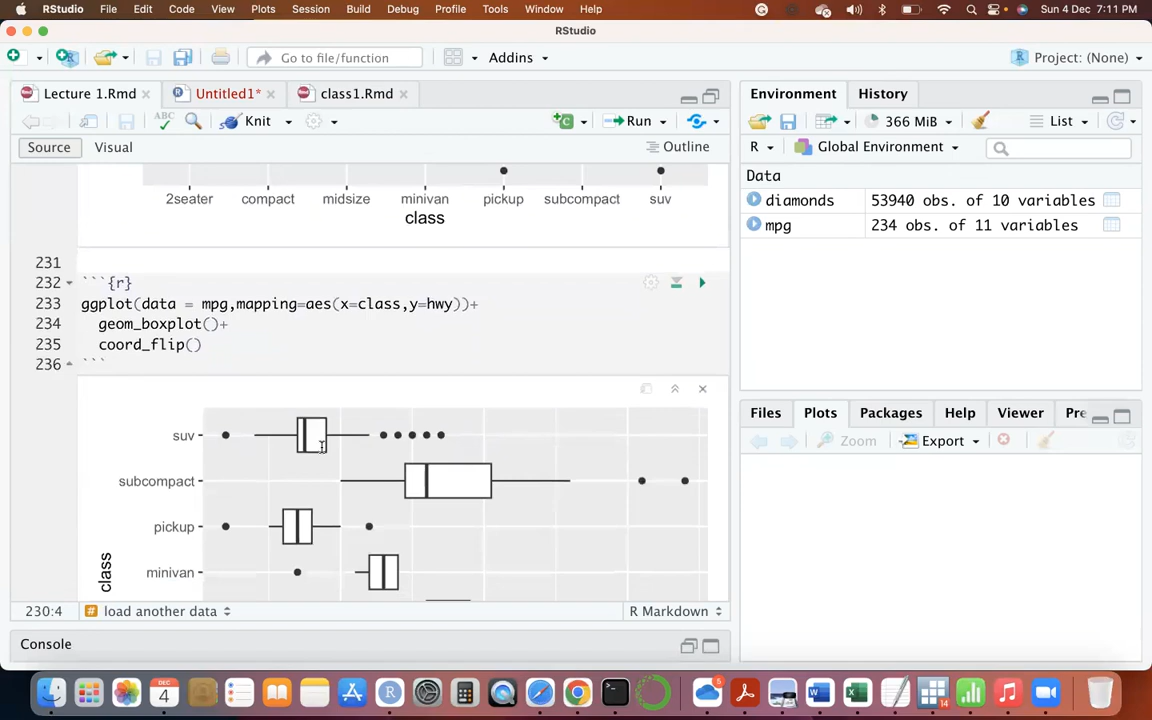 RStudio File Edit Code View Plots Session Build Debug Profile Tools Window Help Sun 4 Dec 7:11 PM
RStudio
Go to file/function Addins Project: (None)
Lecture 1.Rmd Untitled1* class1.Rmd
ABC Knit Run
Source Visual Outline
2seater compact midsize minivan pickup subcompact suv
class
231
232 ```{r}
233 ggplot(data = mpg,mapping=aes(x=class,y=hwy))+
234 geom_boxplot()+
235 coord_flip()
236 ```
suv
subcompact
pickup
minivan
class
230:4 # load another data R Markdown
Console
Environment History
366 MiB List
R Global Environment
Data
diamonds 53940 obs. of 10 variables
mpg 234 obs. of 11 variables
Files Plots Packages Help Viewer Pre
Zoom Export
DEC
4
5
14